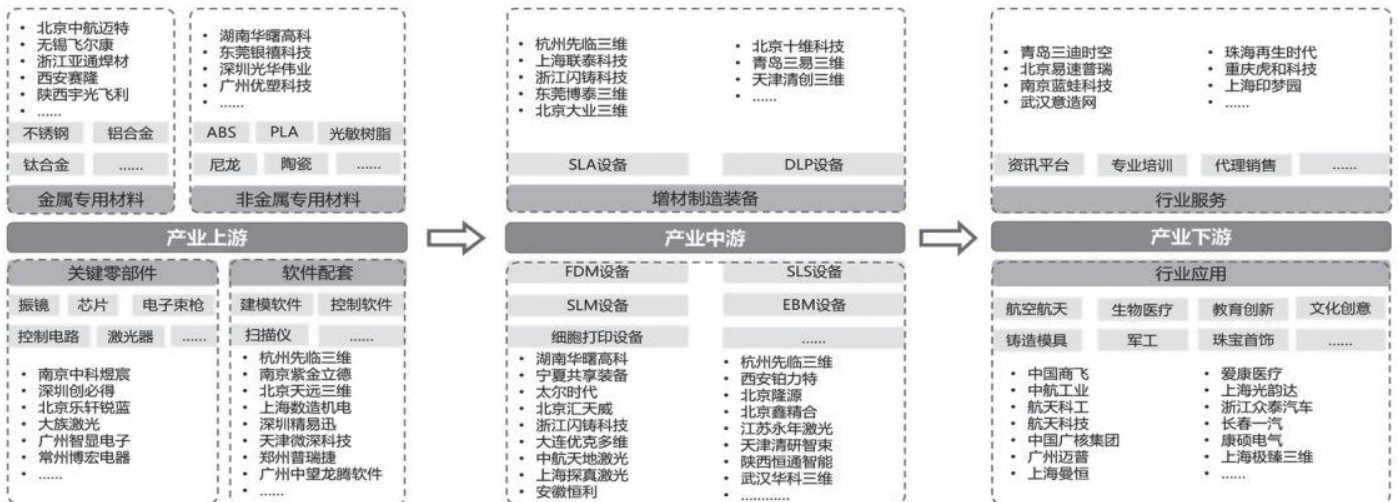 北京中航迈特
无锡飞尔康
浙江亚通焊材
西安赛隆
陕西宇光飞利
......
不锈钢 铝合金
钛合金 ......
金属专用材料
湖南华曙高科
东莞银禧科技
深圳光华伟业
广州优塑科技
......
ABS PLA 光敏树脂
尼龙 陶瓷 ......
非金属专用材料
产业上游
关键零部件
振镜 芯片 电子束枪
控制电路 激光器 ......
南京中科煜宸
深圳创必得
北京乐轩锐蓝
大族激光
广州智显电子
常州博宏电器
......
软件配套
建模软件 控制软件
扫描仪 ......
杭州先临三维
南京紫金立德
北京天远三维
上海数造机电
深圳精易迅
天津微深科技
郑州普瑞捷
广州中望龙腾软件
......
杭州先临三维
上海联泰科技
浙江闪铸科技
东莞博泰三维
北京大业三维
北京十维科技
青岛三易三维
天津清创三维
......
SLA设备 DLP设备
增材制造装备
产业中游
FDM设备 SLS设备
SLM设备 EBM设备
细胞打印设备 ......
湖南华曙高科
宁夏共享装备
太尔时代
北京汇天威
浙江闪铸科技
大连优克多维
中航天地激光
上海探真激光
安徽恒利
杭州先临三维
西安铂力特
北京隆源
北京鑫精合
江苏永年激光
天津清研智束
陕西恒通智能
武汉华科三维
............
青岛三迪时空
北京易速普瑞
南京蓝蛙科技
武汉意造网
珠海再生时代
重庆虎和科技
上海印梦园
......
资讯平台 专业培训 代理销售 ......
行业服务
产业下游
行业应用
航空航天 生物医疗 教育创新 文化创意
铸造模具 军工 珠宝首饰 ......
中国商飞
中航工业
航天科工
航天科技
中国广核集团
广州迈普
上海曼恒
爱康医疗
上海光韵达
浙江众泰汽车
长春一汽
康硕电气
上海极臻三维
......